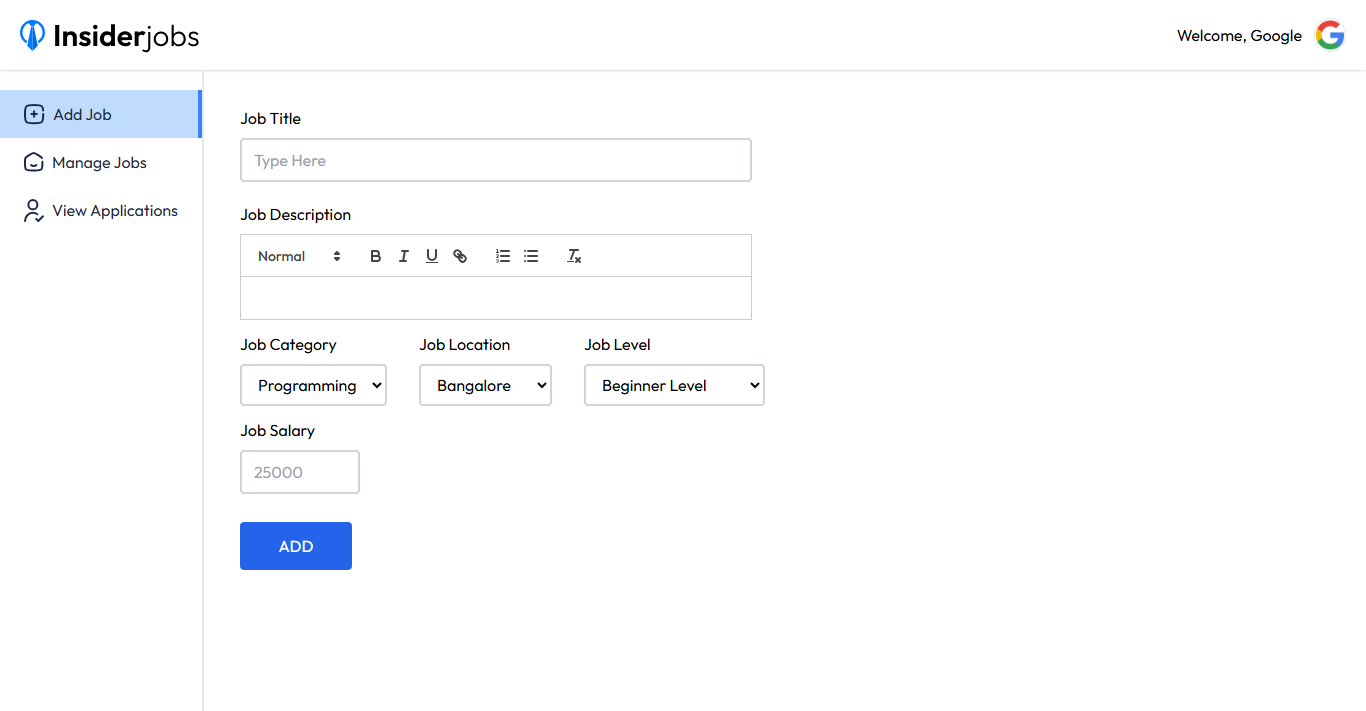 Insiderjobs
Welcome, Google
Add Job
Manage Jobs
View Applications
Job Title
Type Here
Job Description
Normal
Job Category Job Location Job Level
Programming Bangalore Beginner Level
Job Salary
25000
ADD